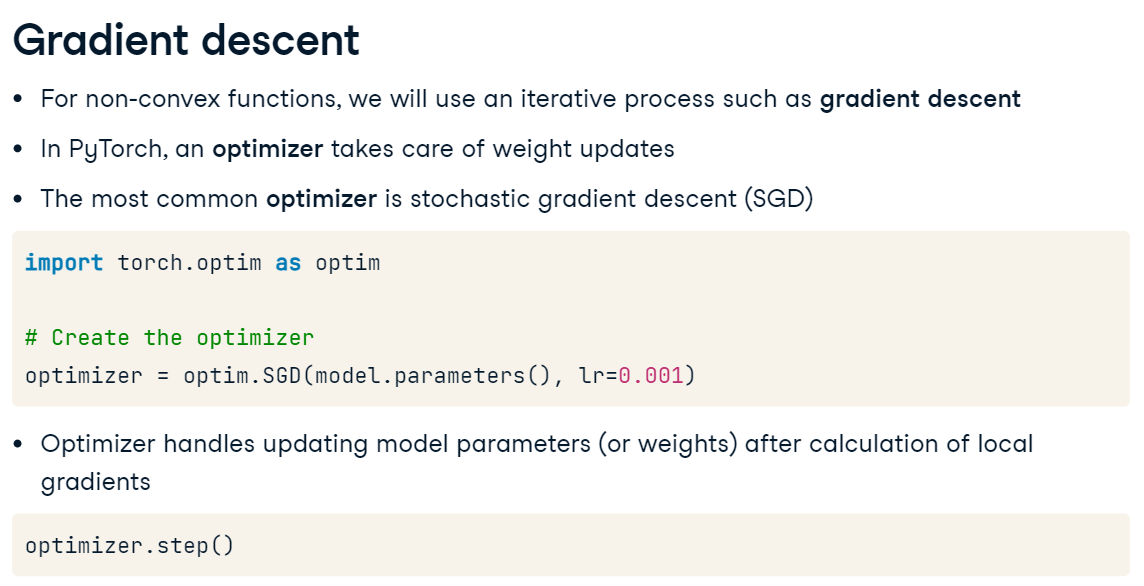 Gradient descent
• For non-convex functions, we will use an iterative process such as gradient descent
• In PyTorch, an optimizer takes care of weight updates
• The most common optimizer is stochastic gradient descent (SGD)
import torch.optim as optim
# Create the optimizer
optimizer = optim.SGD(model.parameters(), lr=0.001)
• Optimizer handles updating model parameters (or weights) after calculation of local
gradients
optimizer.step()